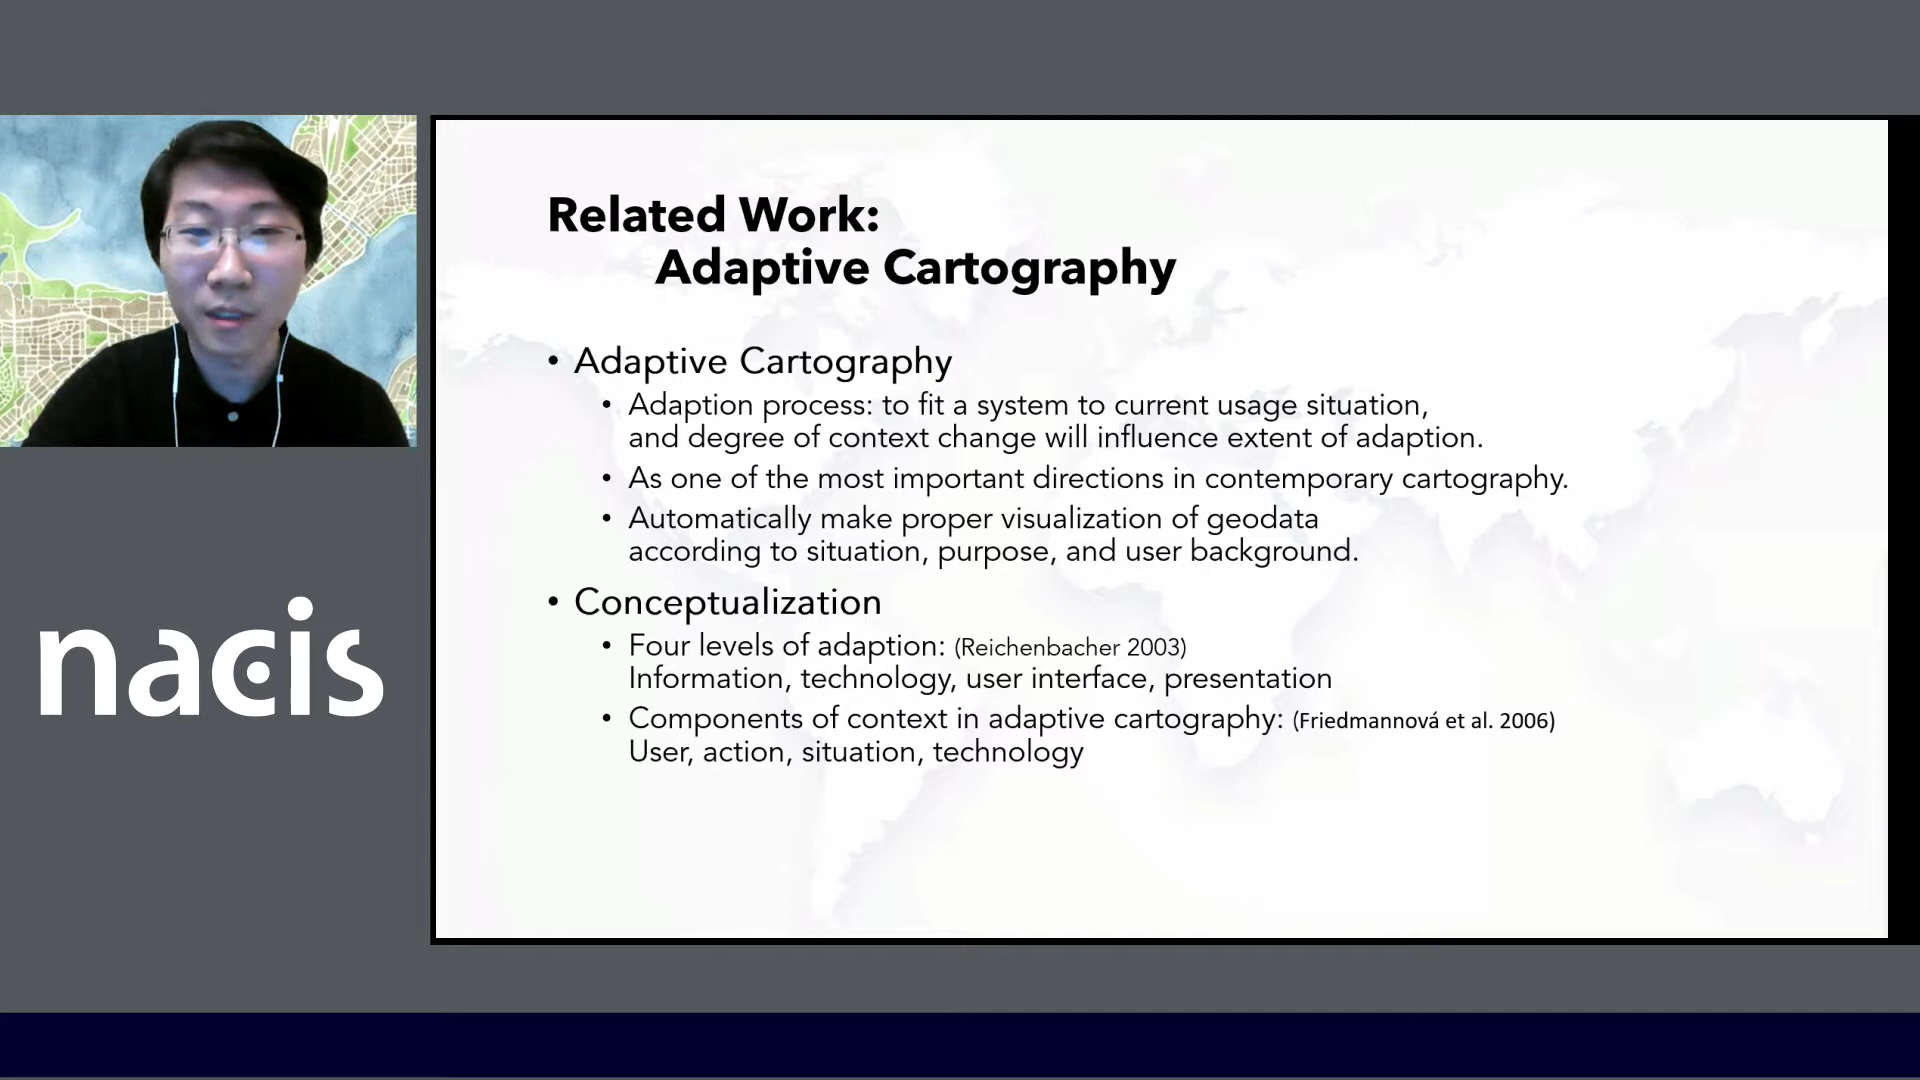 Related Work:
Adaptive Cartography
• Adaptive Cartography
• Adaption process: to fit a system to current usage situation,
and degree of context change will influence extent of adaption.
• As one of the most important directions in contemporary cartography.
• Automatically make proper visualization of geodata
according to situation, purpose, and user background.
• Conceptualization
• Four levels of adaption: (Reichenbacher 2003)
Information, technology, user interface, presentation
• Components of context in adaptive cartography: (Friedmannová et al. 2006)
User, action, situation, technology
nacis